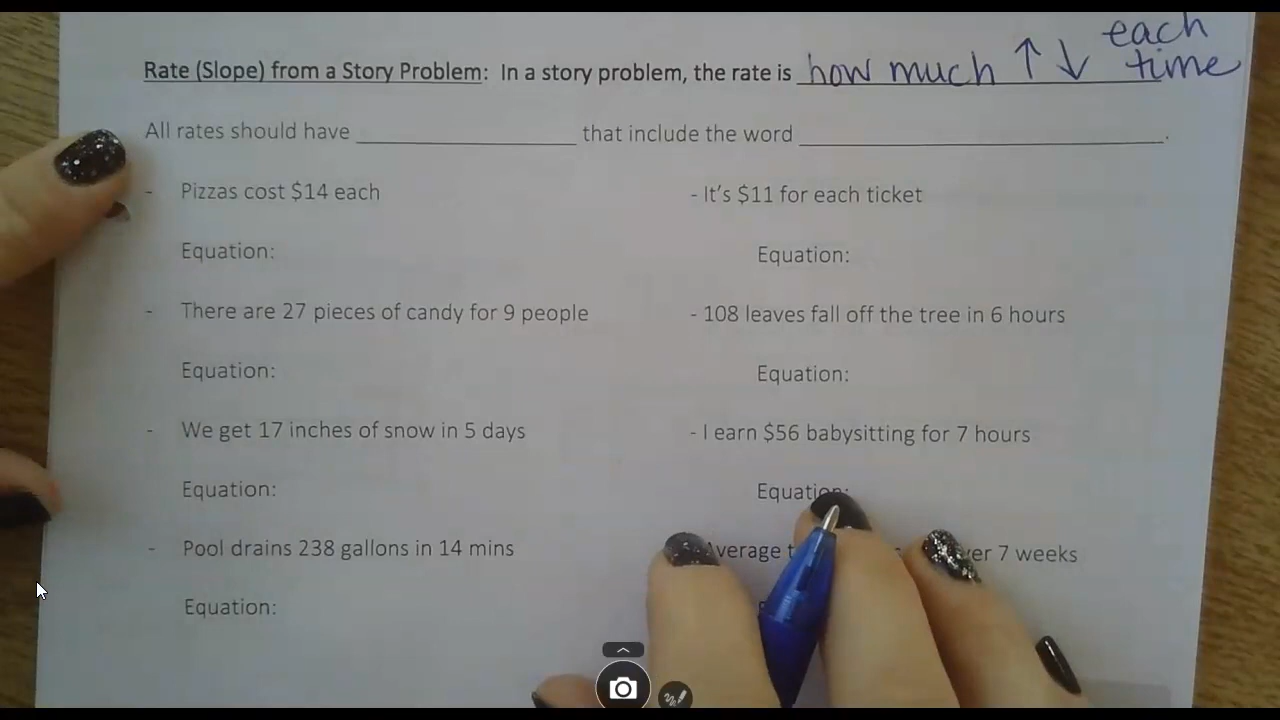 each
Rate (Slope) from a Story Problem: In a story problem, the rate is how much ↑ ↓ time
All rates should have ____________ that include the word ____________.
- Pizzas cost $14 each
- It's $11 for each ticket
Equation:
Equation:
- There are 27 pieces of candy for 9 people
- 108 leaves fall off the tree in 6 hours
Equation:
Equation:
- We get 17 inches of snow in 5 days
- I earn $56 babysitting for 7 hours
Equation:
Equation:
- Pool drains 238 gallons in 14 mins
Average 7 weeks
Equation: